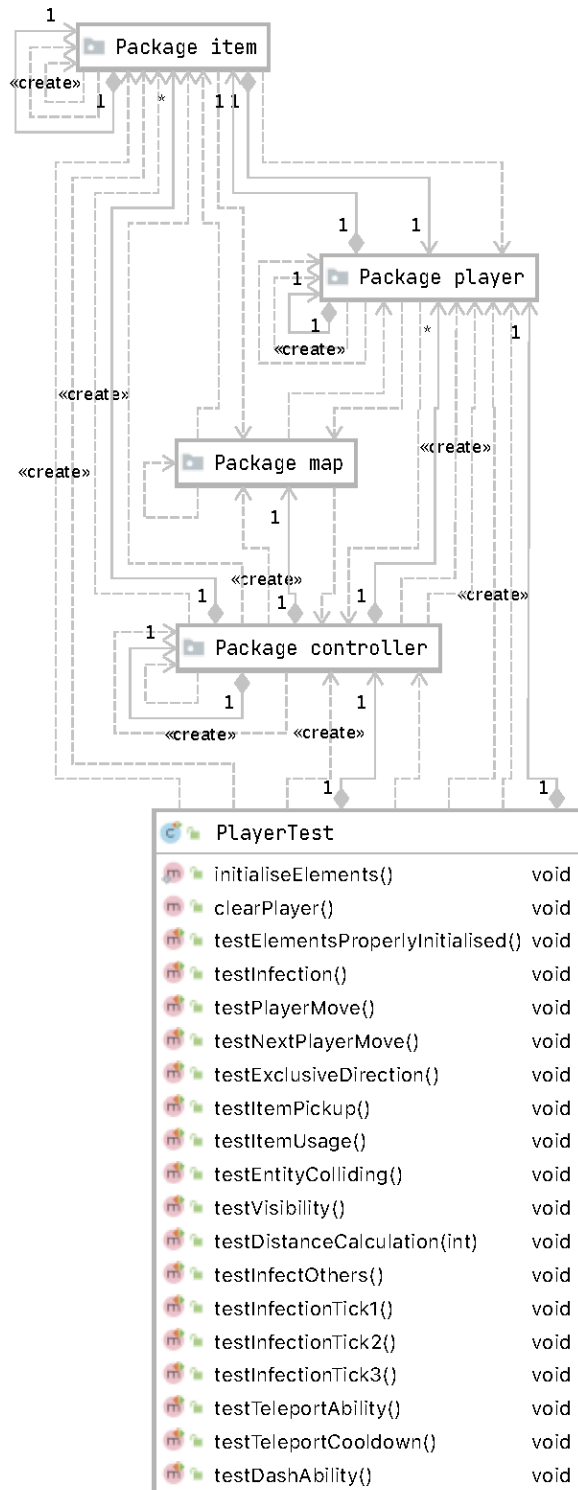 1
Package item
«create»
1
*
1 1
1
1
1
Package player
1
«create»
*
1
«create»
«create»
«create»
Package map
1
«create»
1
1
1
«create»
1
Package controller
1
1
«create»
«create»
1
1
PlayerTest
initialiseElements() void
clearPlayer() void
testElementsProperlyInitialised() void
testInfection() void
testPlayerMove() void
testNextPlayerMove() void
testExclusiveDirection() void
testItemPickup() void
testItemUsage() void
testEntityColliding() void
testVisibility() void
testDistanceCalculation(int) void
testInfectOthers() void
testInfectionTick1() void
testInfectionTick2() void
testInfectionTick3() void
testTeleportAbility() void
testTeleportCooldown() void
testDashAbility() void